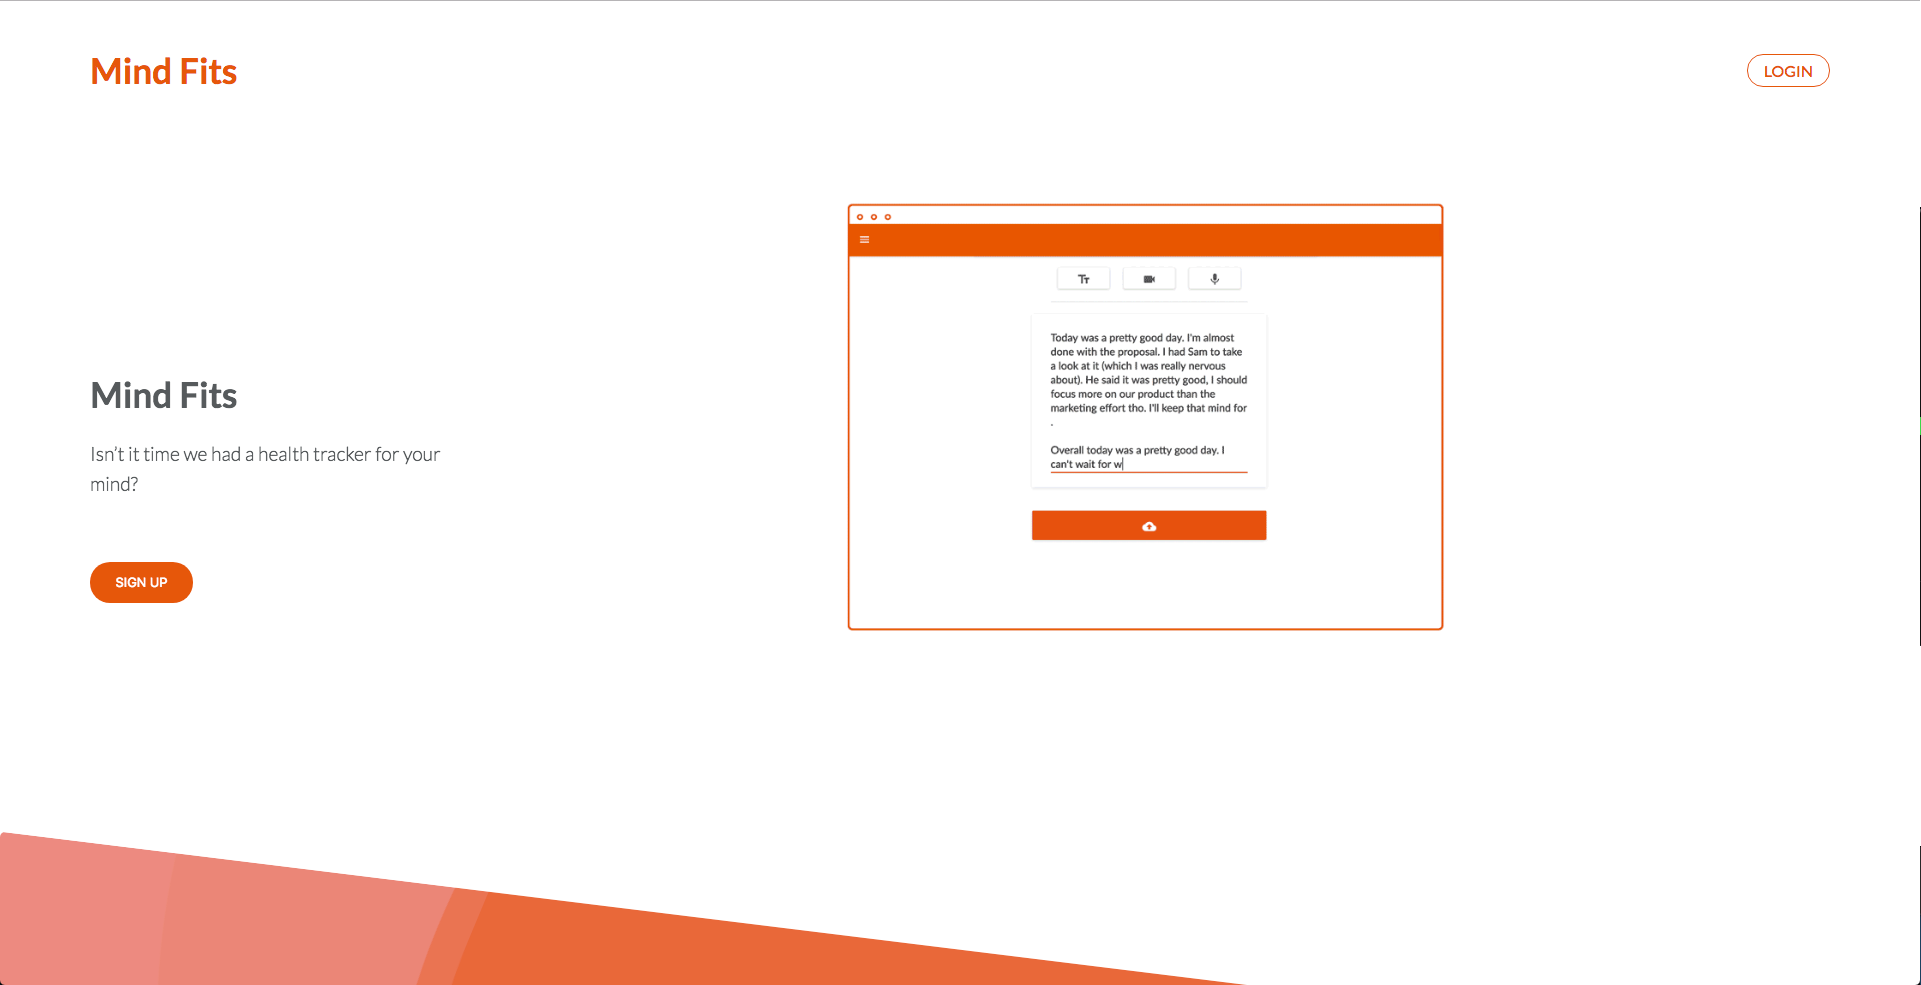 Mind Fits
LOGIN
Mind Fits
Isn't it time we had a health tracker for your
mind?
SIGN UP
Tт
Today was a pretty good day. I'm almost
done with the proposal. I had Sam to take
a look at it (which I was really nervous
about). He said it was pretty good, I should
focus more on our product than the
marketing effort tho. I'll keep that mind for
.
Overall today was a pretty good day. I
can't wait for w